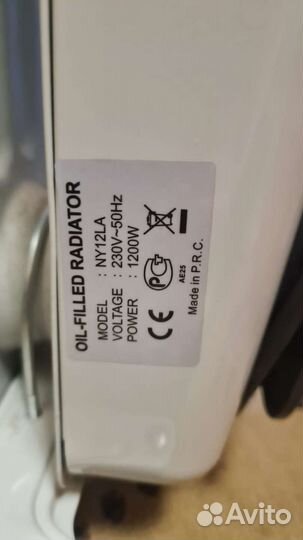 OIL-FILLED RADIATOR
MODEL : NY12LA
VOLTAGE : 230V~50Hz
POWER : 1200W
CE
AE25
Made in P.R.C.
Avito